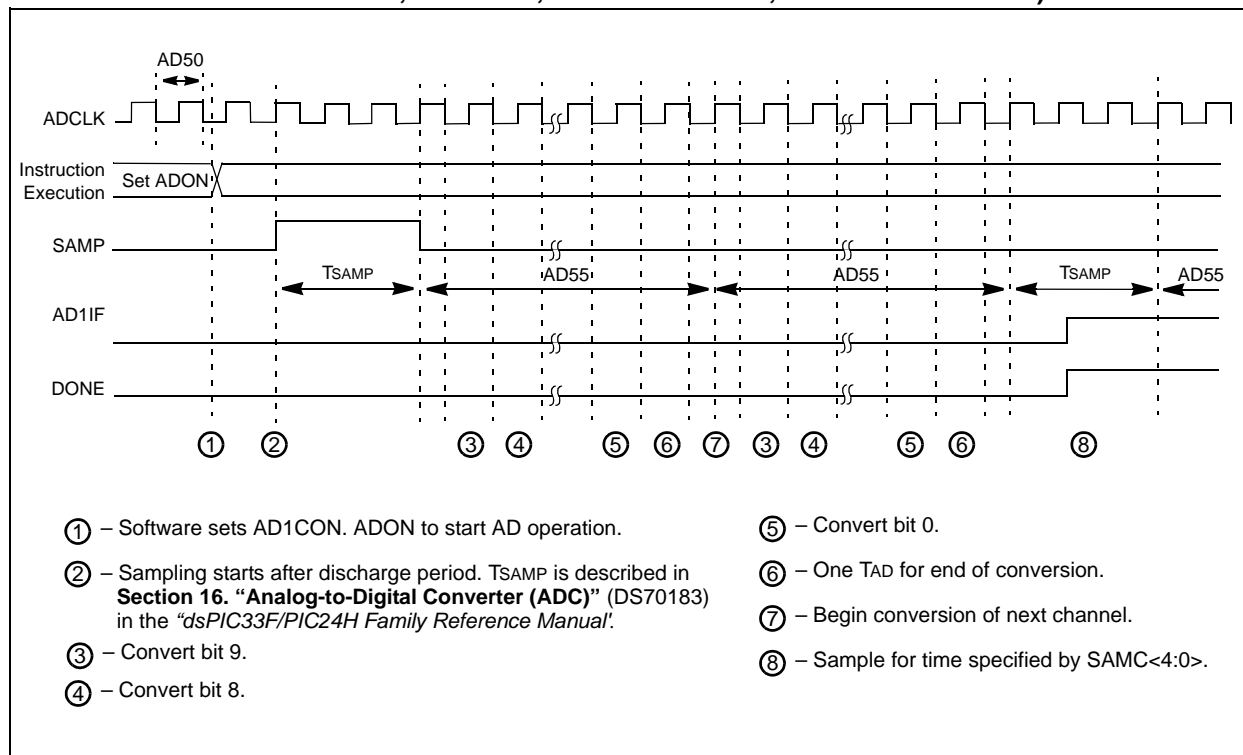 AD50
ADCLK
Instruction
Execution
Set ADON
SAMP
TSAMP
AD55
AD55
TSAMP
AD55
AD1IF
DONE
1 2 3 4 5 6 7 3 4 5 6 8
1 – Software sets AD1CON. ADON to start AD operation.
2 – Sampling starts after discharge period. TSAMP is described in
Section 16. “Analog-to-Digital Converter (ADC)” (DS70183)
in the “dsPIC33F/PIC24H Family Reference Manual'.
3 – Convert bit 9.
4 – Convert bit 8.
5 – Convert bit 0.
6 – One TAD for end of conversion.
7 – Begin conversion of next channel.
8 – Sample for time specified by SAMC<4:0>.